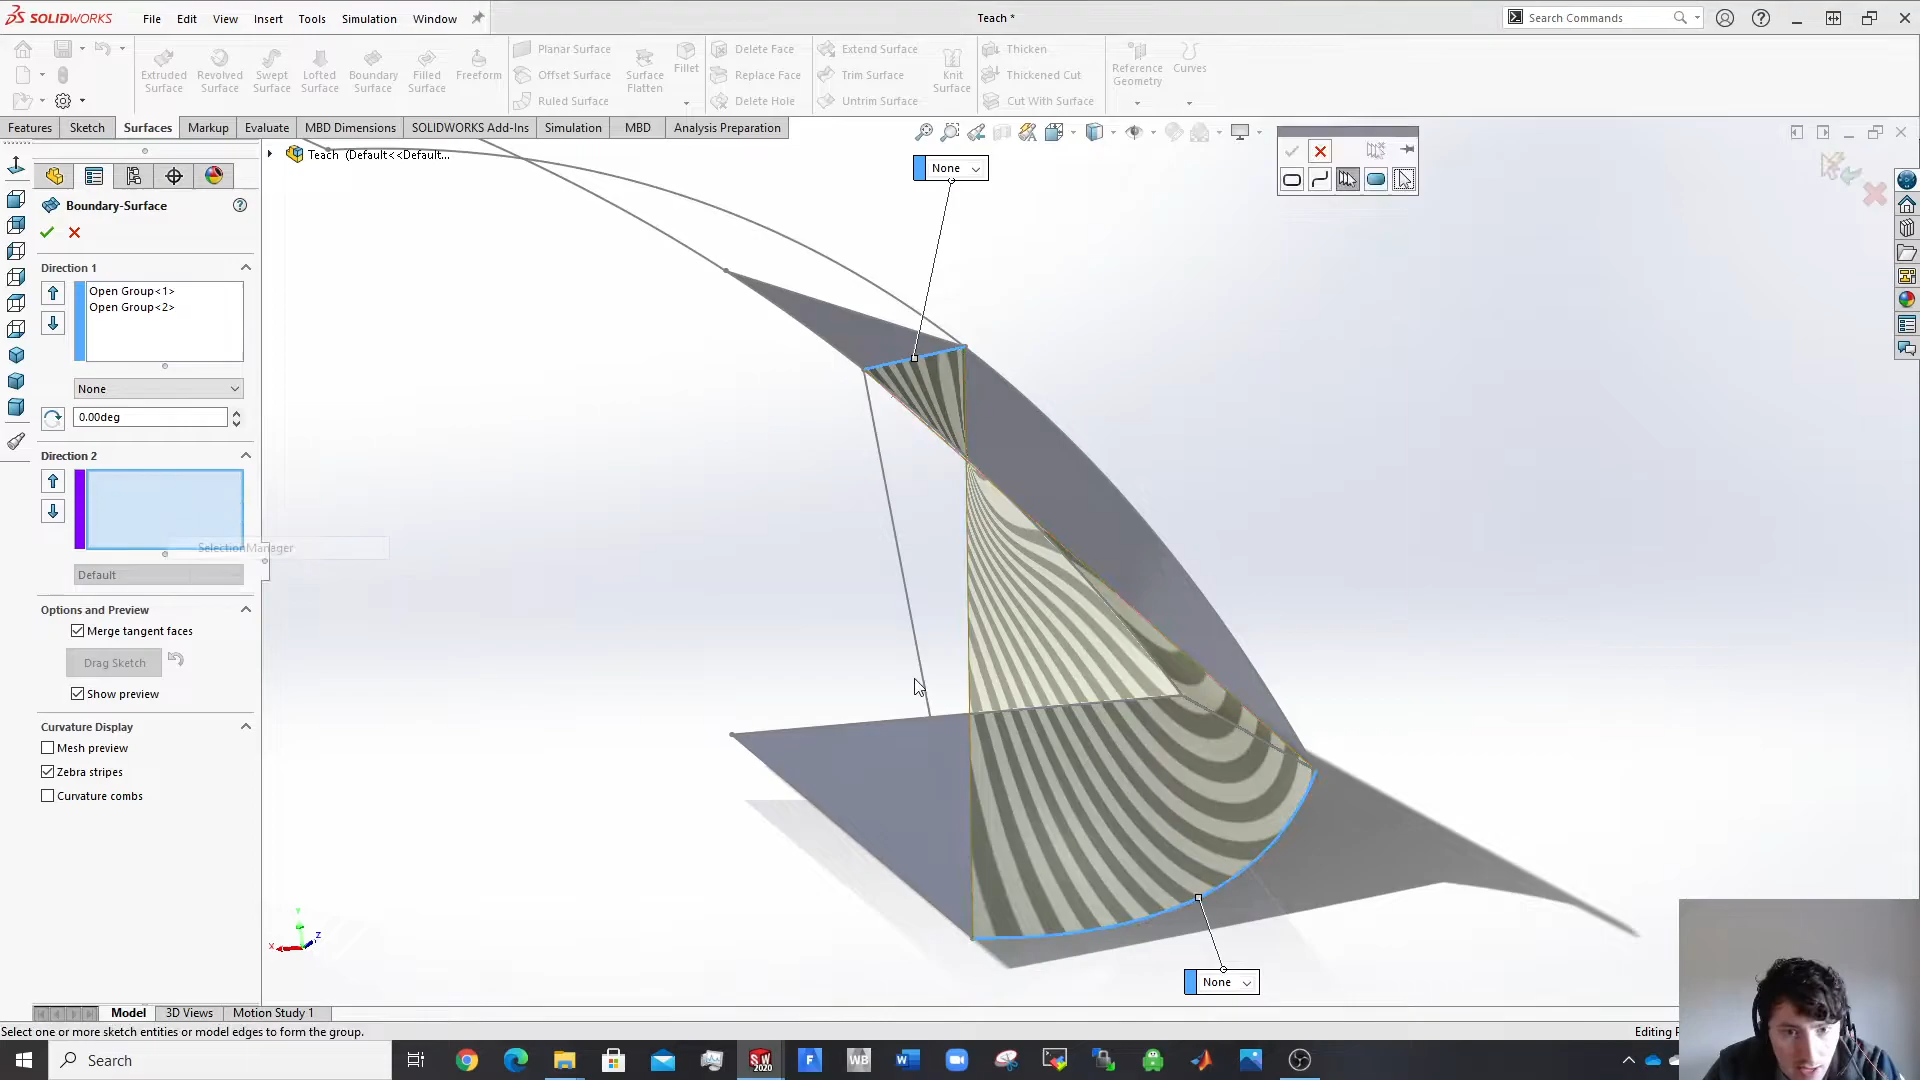 SOLIDWORKS
File Edit View Insert Tools Simulation Window
Teach *
Search Commands
Extruded Surface
Revolved Surface
Swept Surface
Lofted Surface
Boundary Surface
Filled Surface
Freeform
Planar Surface
Offset Surface
Ruled Surface
Surface Flatten
Fillet
Delete Face
Replace Face
Delete Hole
Extend Surface
Trim Surface
Untrim Surface
Knit Surface
Thicken
Thickened Cut
Cut With Surface
Reference Geometry
Curves
Features Sketch Surfaces Markup Evaluate MBD Dimensions SOLIDWORKS Add-Ins Simulation MBD Analysis Preparation
Teach (Default<<Default...
None
Boundary-Surface
Direction 1
Open Group<1>
Open Group<2>
None
0.00deg
Direction 2
SelectionManager
Default
Options and Preview
Merge tangent faces
Drag Sketch
Show preview
Curvature Display
Mesh preview
Zebra stripes
Curvature combs
None
Y
X
Z
Model 3D Views Motion Study 1
Select one or more sketch entities or model edges to form the group.
Editing
Search
SW
2020
F
WB
W